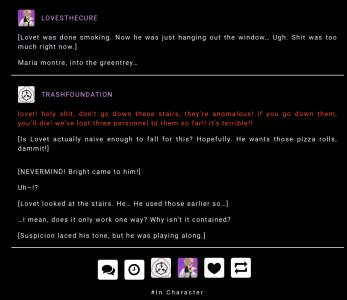 LOVESTHECURE
[Lovet was done smoking. Now he was just hanging out the window… Ugh. Shit was too
much right now.]
Maria montre, into the greentrey…
TRASHFOUNDATION
lovet! holy shit, don't go down these stairs, they're anomalous! if you go down them,
you'll die! we've lost three personnel to them so far!! it's terrible!!
[Is Lovet actually naive enough to fall for this? Hopefully. He wants those pizza rolls,
dammit!]
[NEVERMIND! Bright came to him!]
Uh–!?
[Lovet looked at the stairs. He… He used those earlier so…]
…I mean, does it only work one way? Why isn't it contained?
[Suspicion laced his tone, but he was playing along.]
#In Character